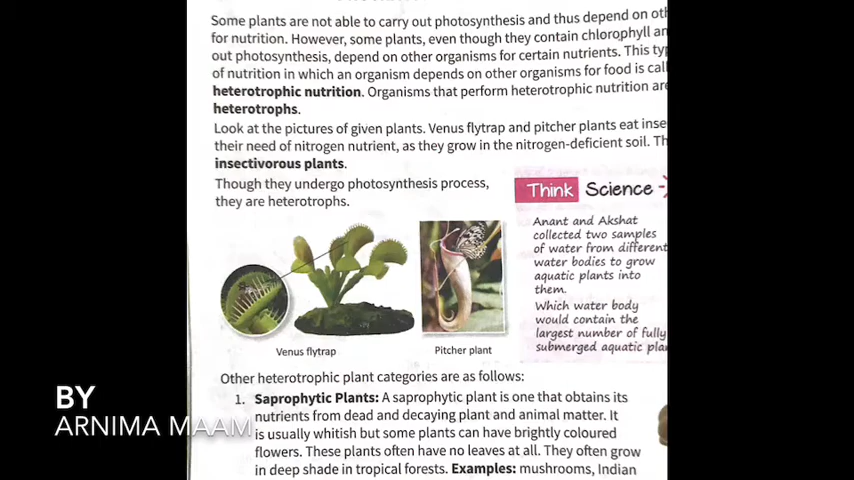 Some plants are not able to carry out photosynthesis and thus depend on
for nutrition. However, some plants, even though they contain chlorophyll
out photosynthesis, depend on other organisms for certain nutrients. This
of nutrition in which an organism depends on other organisms for food is
heterotrophic nutrition. Organisms that perform heterotrophic nutrition are
heterotrophs.
Look at the pictures of given plants. Venus flytrap and pitcher plants eat
their need of nitrogen nutrient, as they grow in the nitrogen-deficient soil.
insectivorous plants.
Though they undergo photosynthesis process,
they are heterotrophs.
Think Science
Anant and Akshat
collected two samples
of water from different
water bodies to grow
aquatic plants into
them.
Which water body
would contain the
largest number of fully
submerged aquatic
Venus flytrap
Pitcher plant
Other heterotrophic plant categories are as follows:
1. Saprophytic Plants: A saprophytic plant is one that obtains its
nutrients from dead and decaying plant and animal matter. It
is usually whitish but some plants can have brightly coloured
flowers. These plants often have no leaves at all. They often grow
in deep shade in tropical forests. Examples: mushrooms, Indian
BY
ARNIMA MAAM